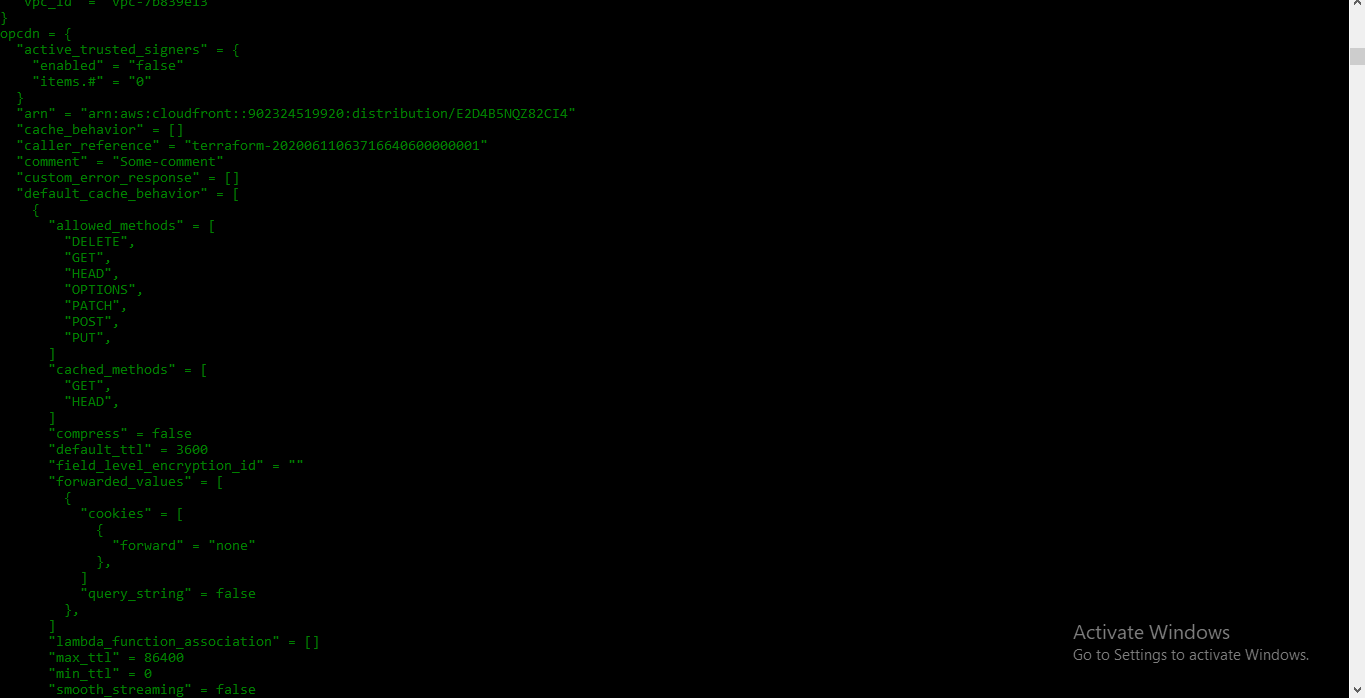 "vpc_id" = "vpc-7b839e13"
}
opcdn = {
  "active_trusted_signers" = {
    "enabled" = "false"
    "items.#" = "0"
  }
  "arn" = "arn:aws:cloudfront::902324519920:distribution/E2D4B5NQZ82CI4"
  "cache_behavior" = []
  "caller_reference" = "terraform-20200611063716640600000001"
  "comment" = "Some-comment"
  "custom_error_response" = []
  "default_cache_behavior" = [
    {
      "allowed_methods" = [
        "DELETE",
        "GET",
        "HEAD",
        "OPTIONS",
        "PATCH",
        "POST",
        "PUT",
      ]
      "cached_methods" = [
        "GET",
        "HEAD",
      ]
      "compress" = false
      "default_ttl" = 3600
      "field_level_encryption_id" = ""
      "forwarded_values" = [
        {
          "cookies" = [
            {
              "forward" = "none"
            },
          ]
          "query_string" = false
        },
      ]
      "lambda_function_association" = []
      "max_ttl" = 86400
      "min_ttl" = 0
      "smooth_streaming" = false
Activate Windows
Go to Settings to activate Windows.